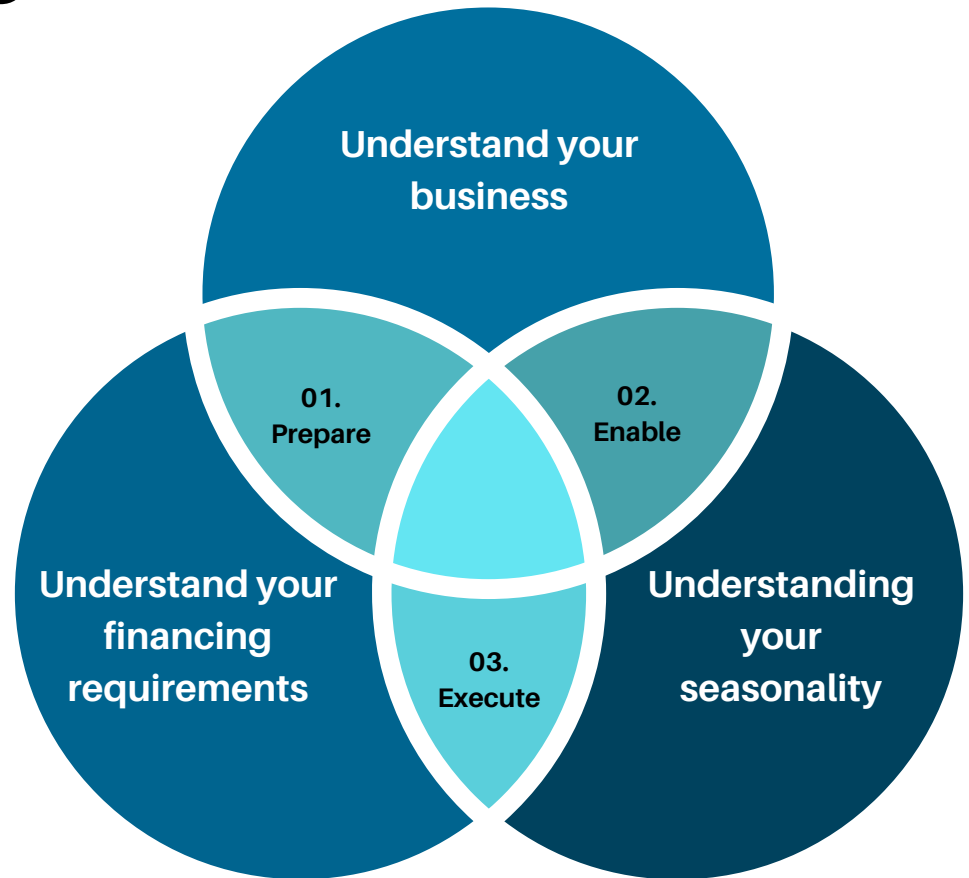 Understand your
business
01.
Prepare
02.
Enable
Understand your
financing
requirements
Understanding
your
seasonality
03.
Execute